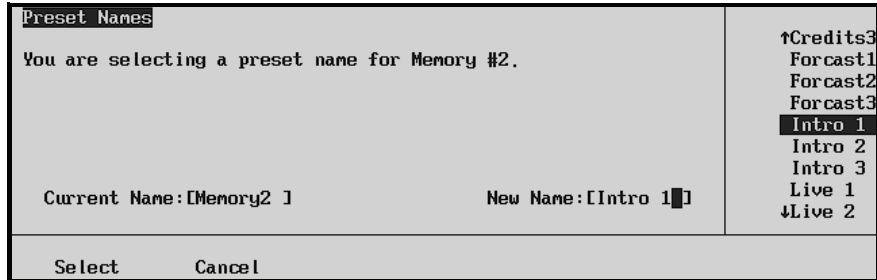 Preset Names
You are selecting a preset name for Memory #2.
Current Name:[Memory2 ]
New Name:[Intro 1 ]
↑Credits3
Forcast1
Forcast2
Forcast3
Intro 1
Intro 2
Intro 3
Live 1
↓Live 2
Select
Cancel